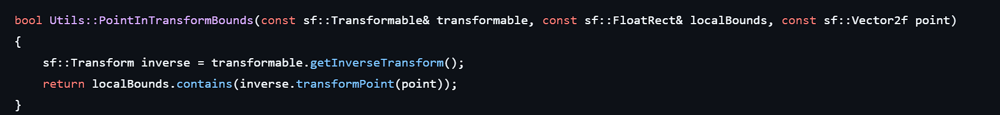 bool Utils::PointInTransformBounds(const sf::Transformable& transformable, const sf::FloatRect& localBounds, const sf::Vector2f point)
{
    sf::Transform inverse = transformable.getInverseTransform();
    return localBounds.contains(inverse.transformPoint(point));
}